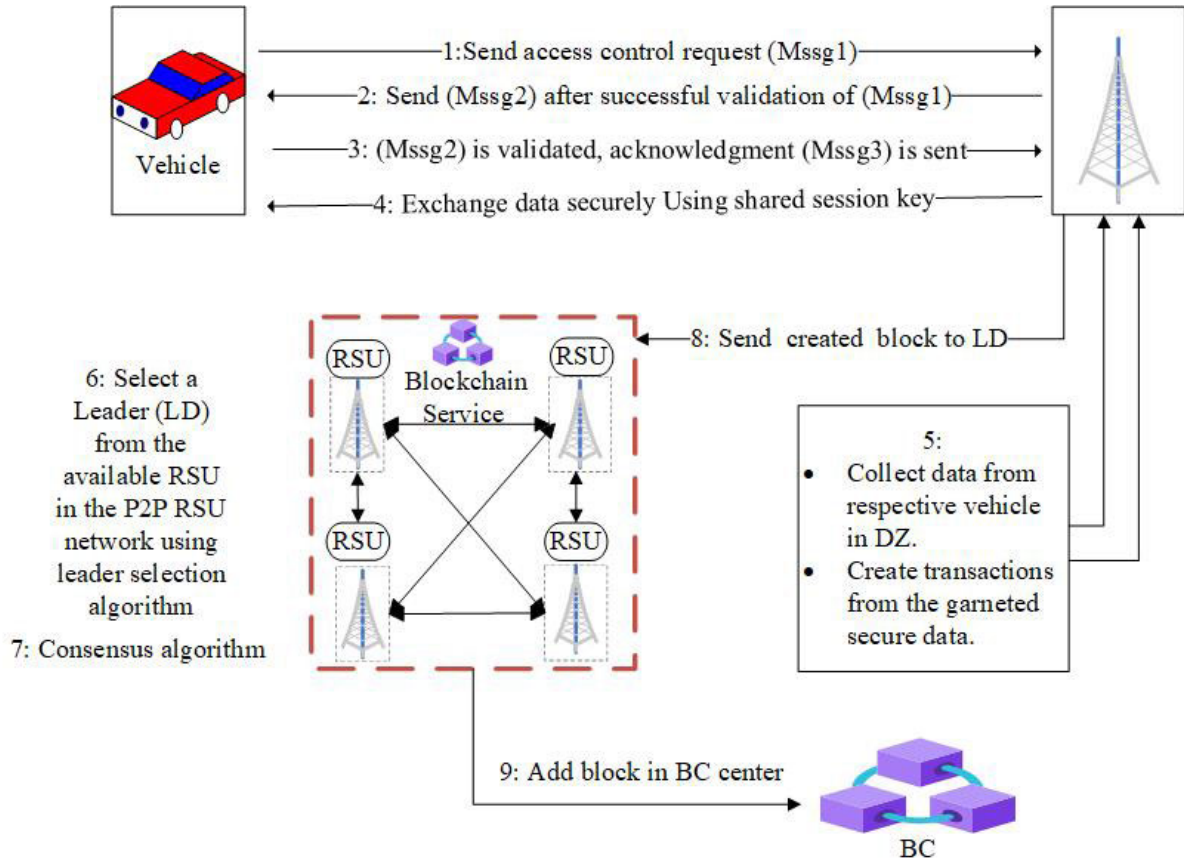 1:Send access control request (Mssg1)
2: Send (Mssg2) after successful validation of (Mssg1)
Vehicle
3: (Mssg2) is validated, acknowledgment (Mssg3) is sent
4: Exchange data securely Using shared session key
8: Send created block to LD
RSU
RSU
Blockchain
Service
6: Select a
Leader (LD)
from the
available RSU
in the P2P RSU
network using
leader selection
algorithm
7: Consensus algorithm
RSU
RSU
5:
• Collect data from
respective vehicle
in DZ.
• Create transactions
from the garneted
secure data.
9: Add block in BC center
BC